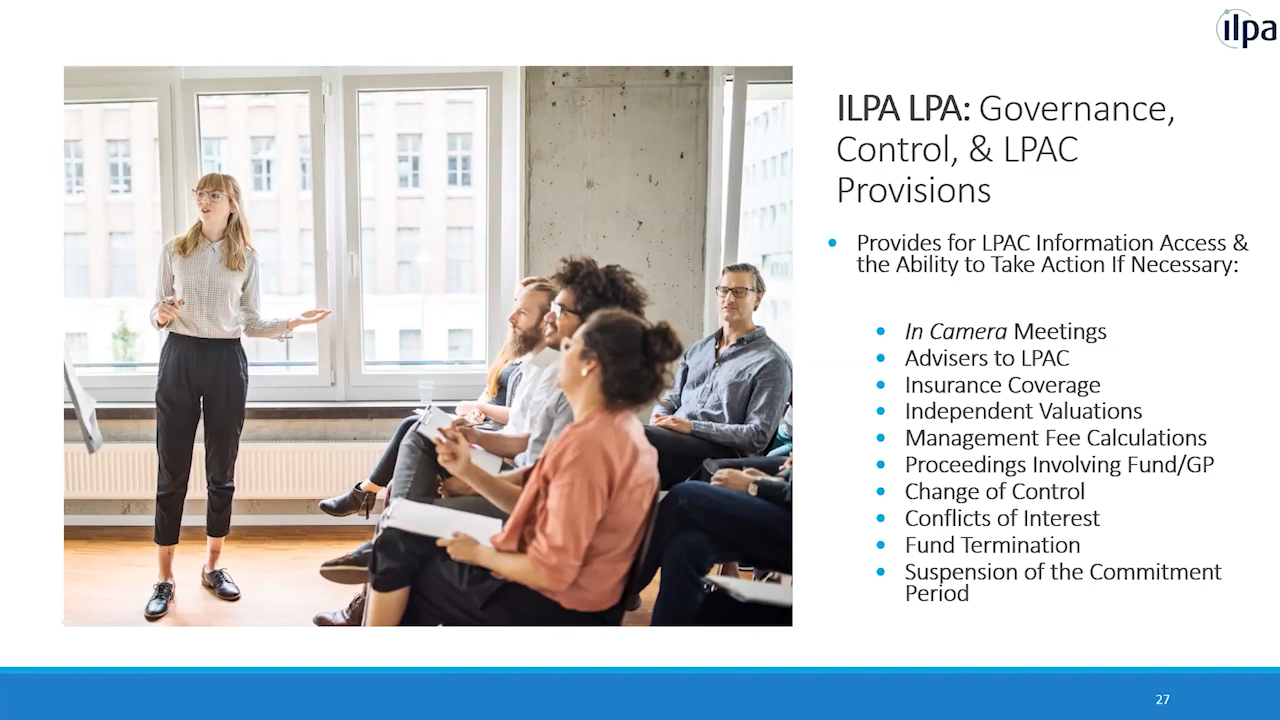 ilpa
ILPA LPA: Governance,
Control, & LPAC
Provisions
Provides for LPAC Information Access &
the Ability to Take Action If Necessary:
In Camera Meetings
Advisers to LPAC
Insurance Coverage
Independent Valuations
Management Fee Calculations
Proceedings Involving Fund/GP
Change of Control
Conflicts of Interest
Fund Termination
Suspension of the Commitment
Period
27